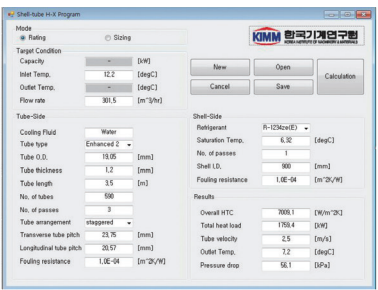 Shell-tube H-X Program
Mode
Rating
Sizing
KIMM 한국기계연구원
KOREA INSTITUTE OF MACHINERY & MATERIALS
Target Condition
Capacity - [kW]
Inlet Temp, 12,2 [degC]
Outlet Temp, - [degC]
Flow rate 301,5 [m^3/hr]
New
Open
Cancel
Save
Calculation
Tube-Side
Cooling Fluid Water
Tube type Enhanced 2
Tube O,D, 19,05 [mm]
Tube thickness 1,2 [mm]
Tube length 3,5 [m]
No, of tubes 590
No, of passes 3
Tube arrangement staggered
Transverse tube pitch 23,75 [mm]
Longitudinal tube pitch 20,57 [mm]
Fouling resistance 1,0E-04 [m^2K/W]
Shell-Side
Refrigerant R-1234ze(E)
Saturation Temp, 6,32 [degC]
No, of passes 1
Shell I,D, 900 [mm]
Fouling resistance 1,0E-04 [m^2K/W]
Results
Overall HTC 7009,1 [W/m^2K]
Total heat load 1759,4 [kW]
Tube velocity 2,5 [m/s]
Outlet Temp, 7,2 [degC]
Pressure drop 56,1 [kPa]